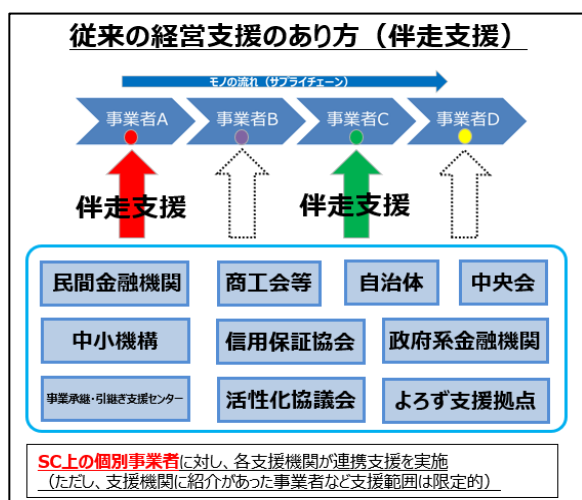 従来の経営支援のあり方（伴走支援）
モノの流れ（サプライチェーン）
事業者A 事業者B 事業者C 事業者D
伴走支援 伴走支援
民間金融機関 商工会等 自治体 中央会
中小機構 信用保証協会 政府系金融機関
事業承継・引継ぎ支援センター 活性化協議会 よろず支援拠点
SC上の個別事業者に対し、各支援機関が連携支援を実施
（ただし、支援機関に紹介があった事業者など支援範囲は限定的）